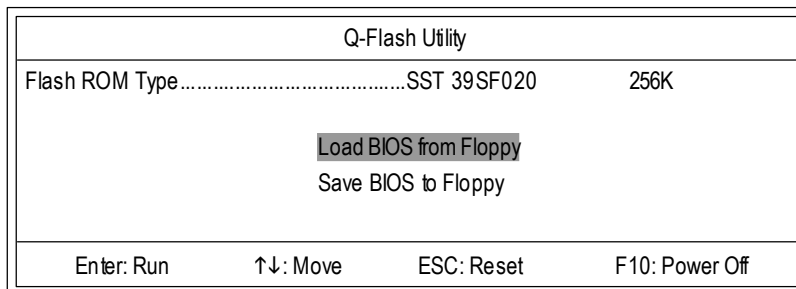 Q-Flash Utility
Flash ROM Type.........................................SST 39SF020 256K
Load BIOS from Floppy
Save BIOS to Floppy
Enter: Run ↑↓: Move ESC: Reset F10: Power Off